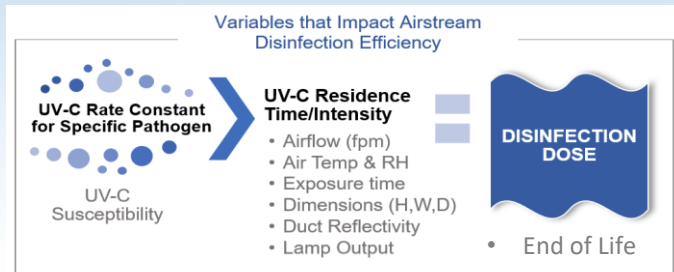 Variables that Impact Airstream
Disinfection Efficiency
UV-C Rate Constant
for Specific Pathogen
UV-C
Susceptibility
UV-C Residence
Time/Intensity
• Airflow (fpm)
• Air Temp & RH
• Exposure time
• Dimensions (H,W,D)
• Duct Reflectivity
• Lamp Output
DISINFECTION
DOSE
• End of Life